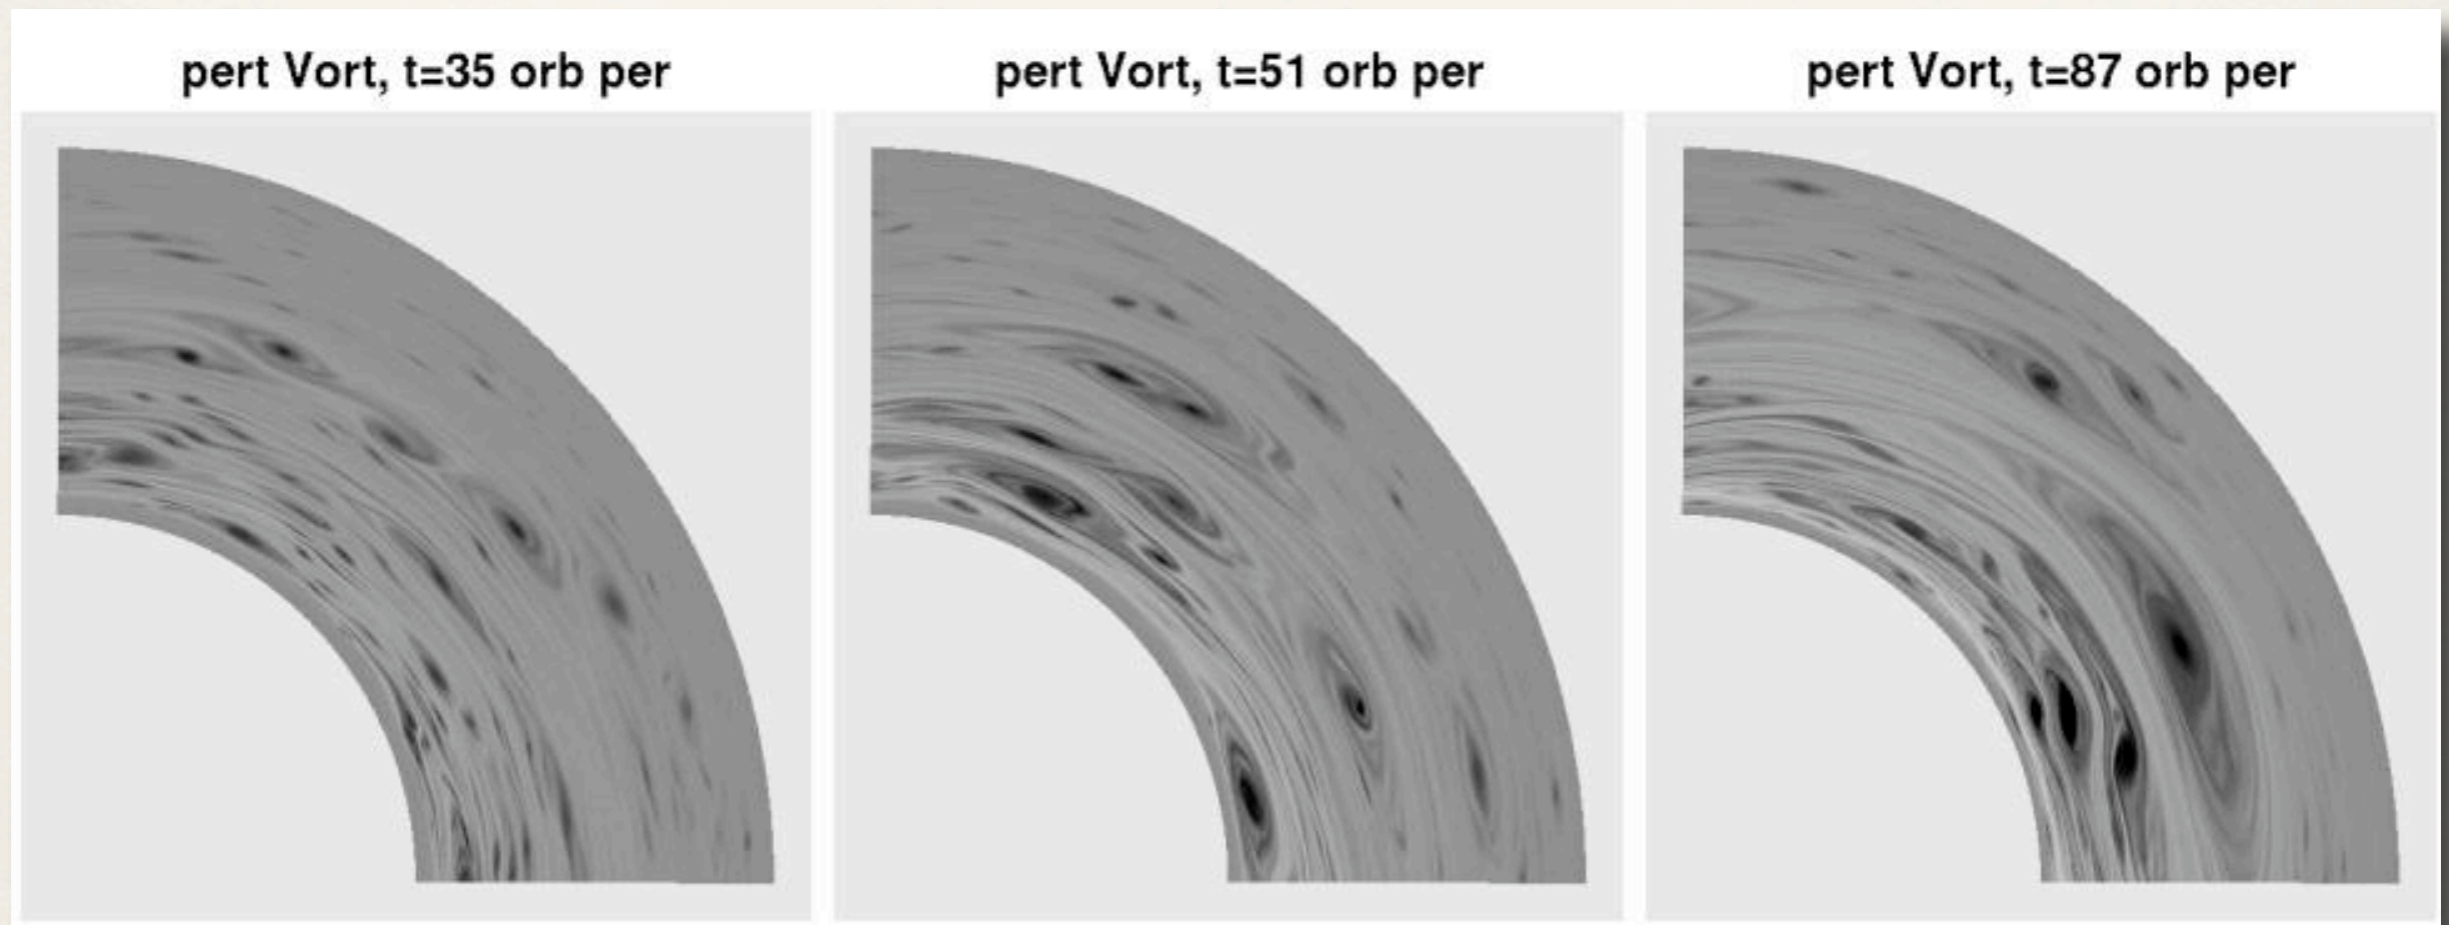 pert Vort, t=35 orb per
pert Vort, t=51 orb per
pert Vort, t=87 orb per